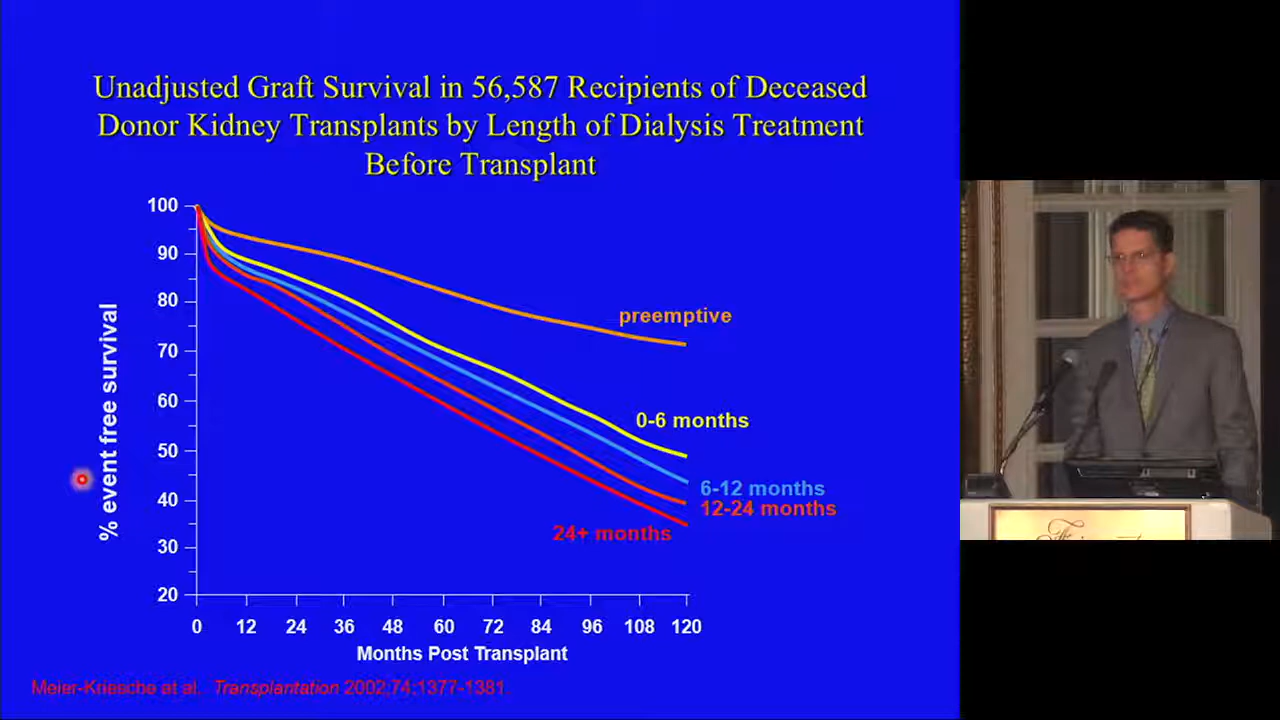 Unadjusted Graft Survival in 56,587 Recipients of Deceased
Donor Kidney Transplants by Length of Dialysis Treatment
Before Transplant
% event free survival
100
90
80
70
60
50
40
30
20
preemptive
0-6 months
6-12 months
12-24 months
24+ months
0 12 24 36 48 60 72 84 96 108 120
Months Post Transplant
Meier-Kriesche et al. Transplantation 2002;74:1377-1381.
The